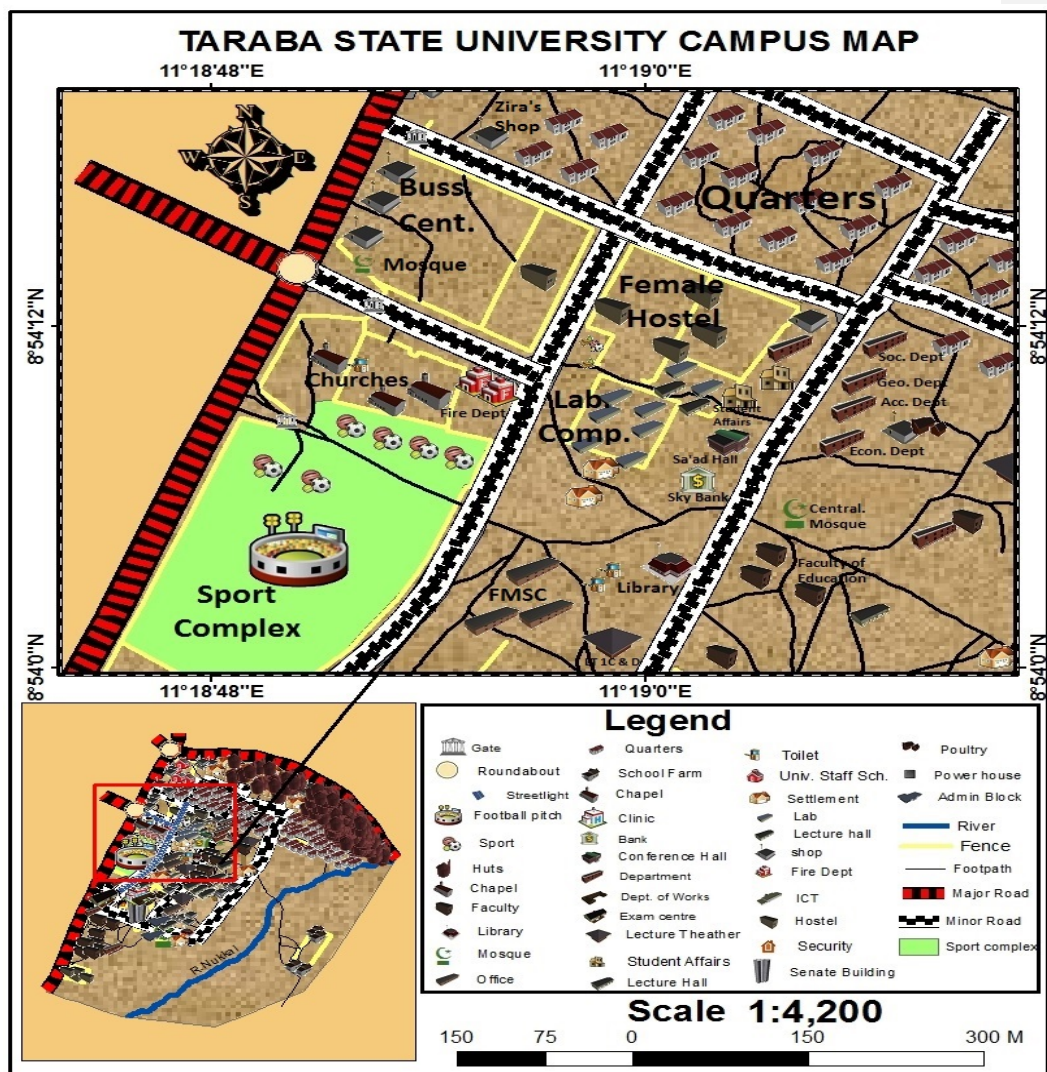 TARABA STATE UNIVERSITY CAMPUS MAP
11°18'48"E
11°19'0"E
N
W
E
S
Zira's
Shop
Buss.
Cent.
Mosque
Quarters
Female
Hostel
8°54'12"N
8°54'12"N
Churches
Fire Dept
Lab.
Comp.
Student
Affairs
Sa'ad Hall
Sky Bank
Soc. Dept
Geo. Dept
Acc. Dept
Econ. Dept
Central.
Mosque
Faculty of
Education
Sport
Complex
FMSC
Library
LT 1C & D
8°54'0"N
8°54'0"N
11°18'48"E
11°19'0"E
R.Nukkai
Legend
Gate
Roundabout
Streetlight
Football pitch
Sport
Huts
Chapel
Faculty
Library
Mosque
Office
Quarters
School Farm
Chapel
Clinic
Bank
Conference Hall
Department
Dept. of Works
Exam centre
Lecture Theather
Student Affairs
Lecture Hall
Toilet
Univ. Staff Sch.
Settlement
Lab
Lecture hall
shop
Fire Dept
ICT
Hostel
Security
Senate Building
Poultry
Power house
Admin Block
River
Fence
Footpath
Major Road
Minor Road
Sport complex
Scale 1:4,200
150 75 0 150 300 M